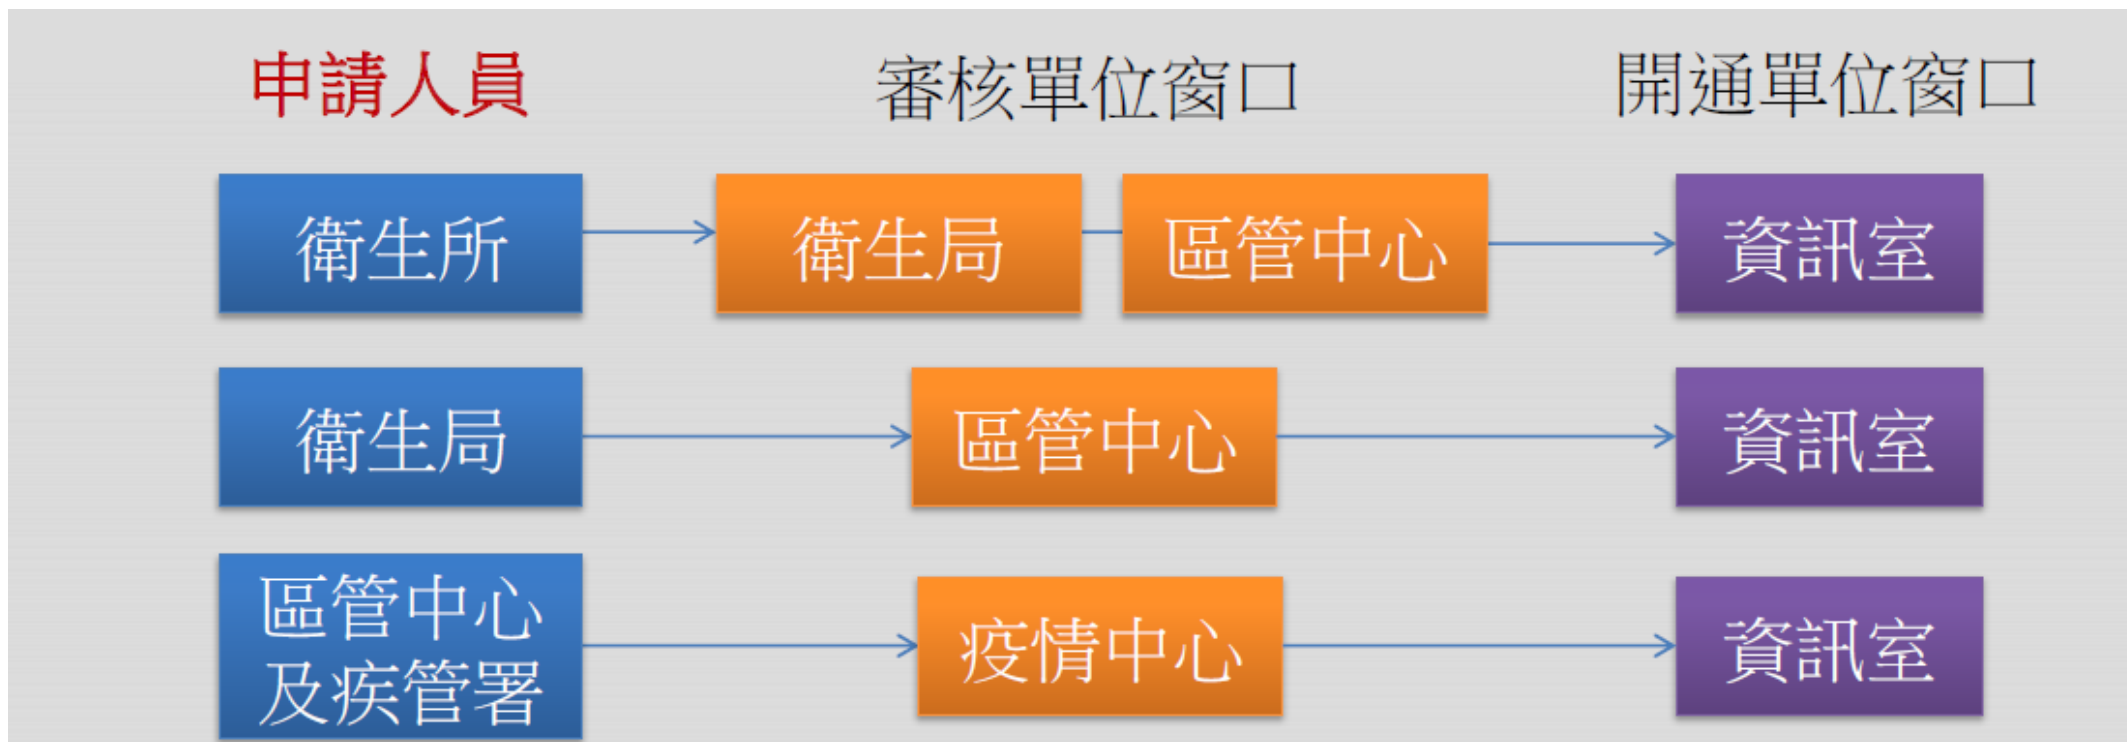 申請人員
審核單位窗口
開通單位窗口
衛生所
衛生局
區管中心
資訊室
衛生局
區管中心
資訊室
區管中心
及疾管署
疫情中心
資訊室